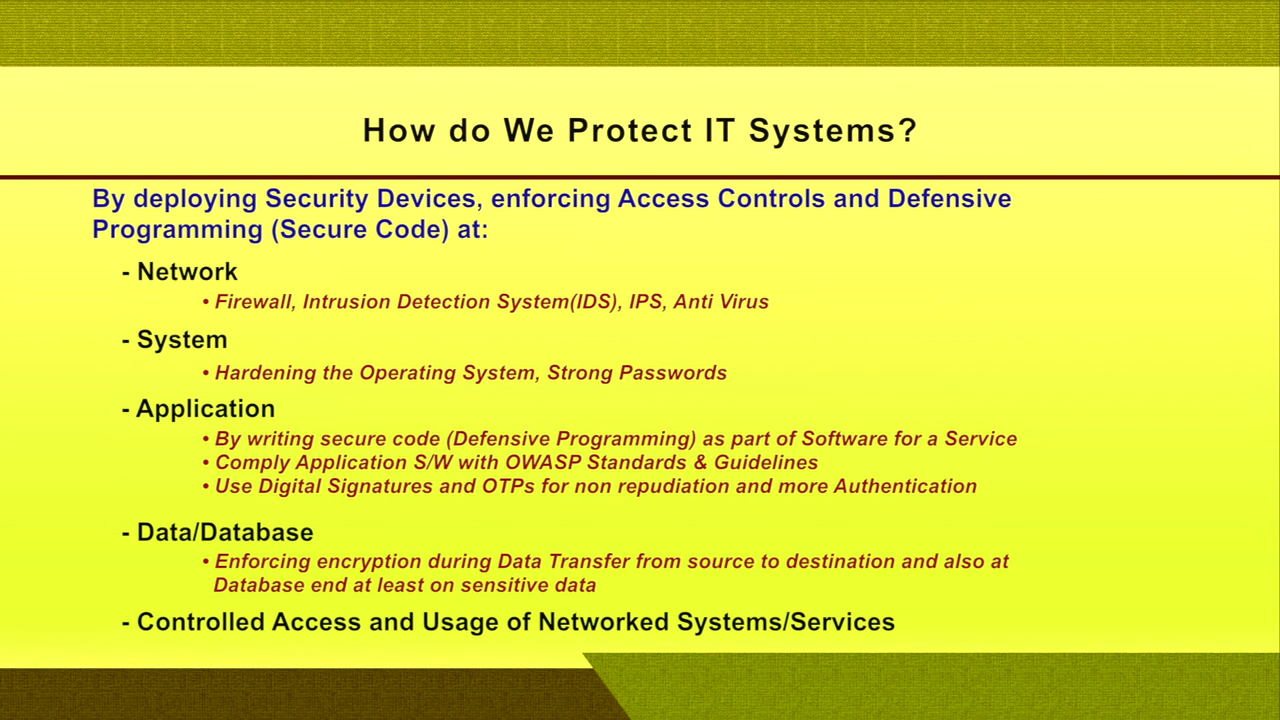 How do We Protect IT Systems?
By deploying Security Devices, enforcing Access Controls and Defensive
Programming (Secure Code) at:
- Network
• Firewall, Intrusion Detection System(IDS), IPS, Anti Virus
- System
• Hardening the Operating System, Strong Passwords
- Application
• By writing secure code (Defensive Programming) as part of Software for a Service
• Comply Application S/W with OWASP Standards & Guidelines
• Use Digital Signatures and OTPs for non repudiation and more Authentication
- Data/Database
• Enforcing encryption during Data Transfer from source to destination and also at
Database end at least on sensitive data
- Controlled Access and Usage of Networked Systems/Services